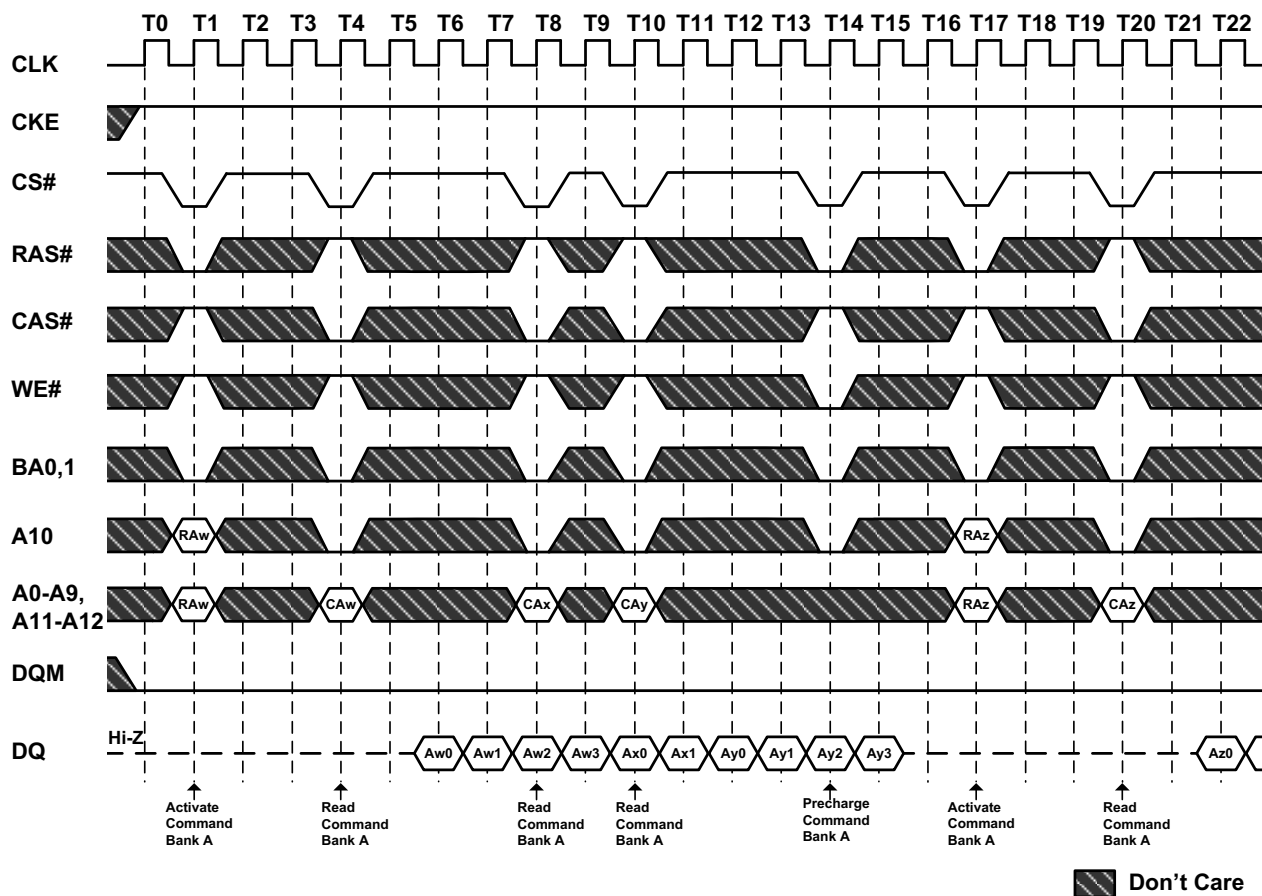 T0 T1 T2 T3 T4 T5 T6 T7 T8 T9 T10 T11 T12 T13 T14 T15 T16 T17 T18 T19 T20 T21 T22
CLK
CKE
CS#
RAS#
CAS#
WE#
BA0,1
A10
RAw RAz
A0-A9,
A11-A12
RAw CAw CAx CAy RAz CAz
DQM
DQ
Hi-Z
Aw0 Aw1 Aw2 Aw3 Ax0 Ax1 Ay0 Ay1 Ay2 Ay3 Az0
Activate
Command
Bank A
Read
Command
Bank A
Read
Command
Bank A
Read
Command
Bank A
Precharge
Command
Bank A
Activate
Command
Bank A
Read
Command
Bank A
Don't Care